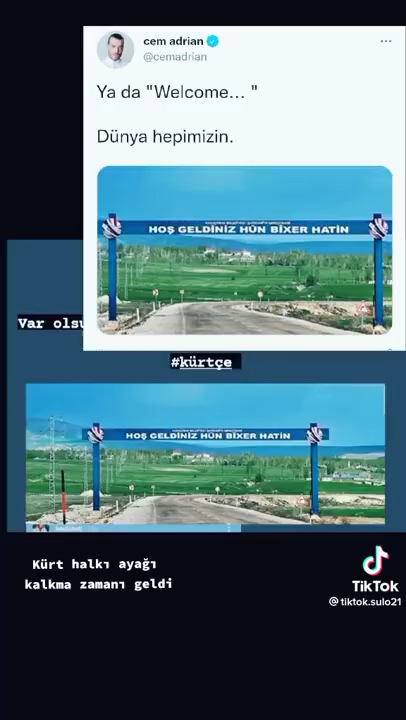 cem adrian
@cemadrian
Ya da "Welcome... "
Dünya hepimizin.
HOŞ GELDİNİZ HÛN BİXER HATİN
Var olsu
#kürtçe
HOŞ GELDİNİZ HÛN BİXER HATİN
Kürt halkı ayağı
kalkma zamanı geldi
TikTok
@tiktok.sulo21